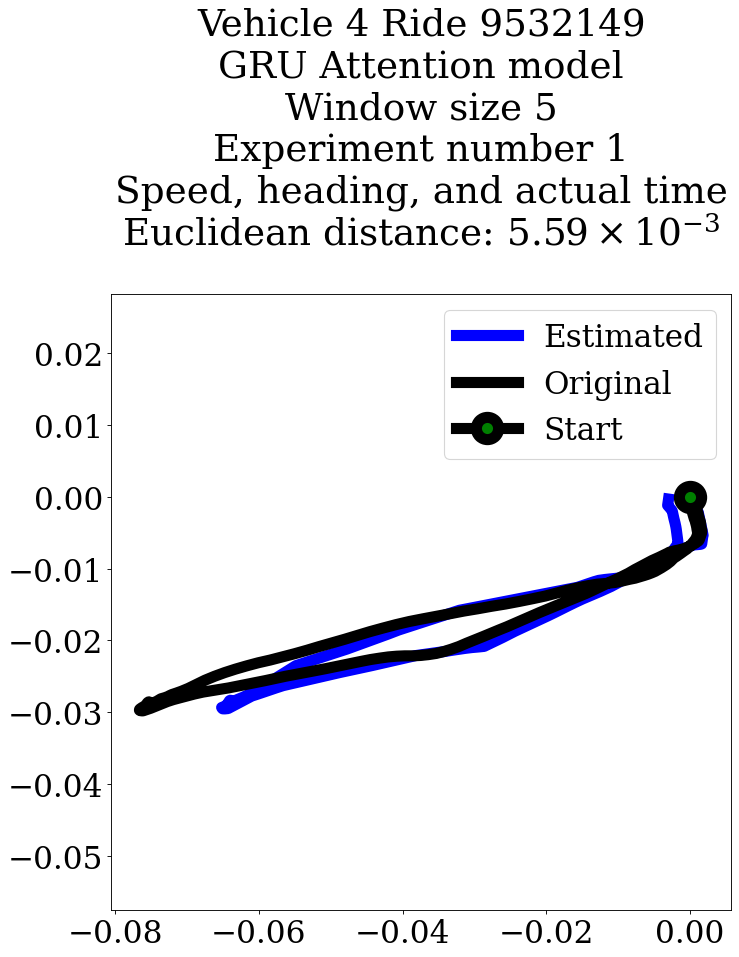 Vehicle 4 Ride 9532149
GRU Attention model
Window size 5
Experiment number 1
Speed, heading, and actual time
Euclidean distance: 5.59 × 10⁻³
Estimated
Original
Start
0.02
0.01
0.00
−0.01
−0.02
−0.03
−0.04
−0.05
−0.08 −0.06 −0.04 −0.02 0.00